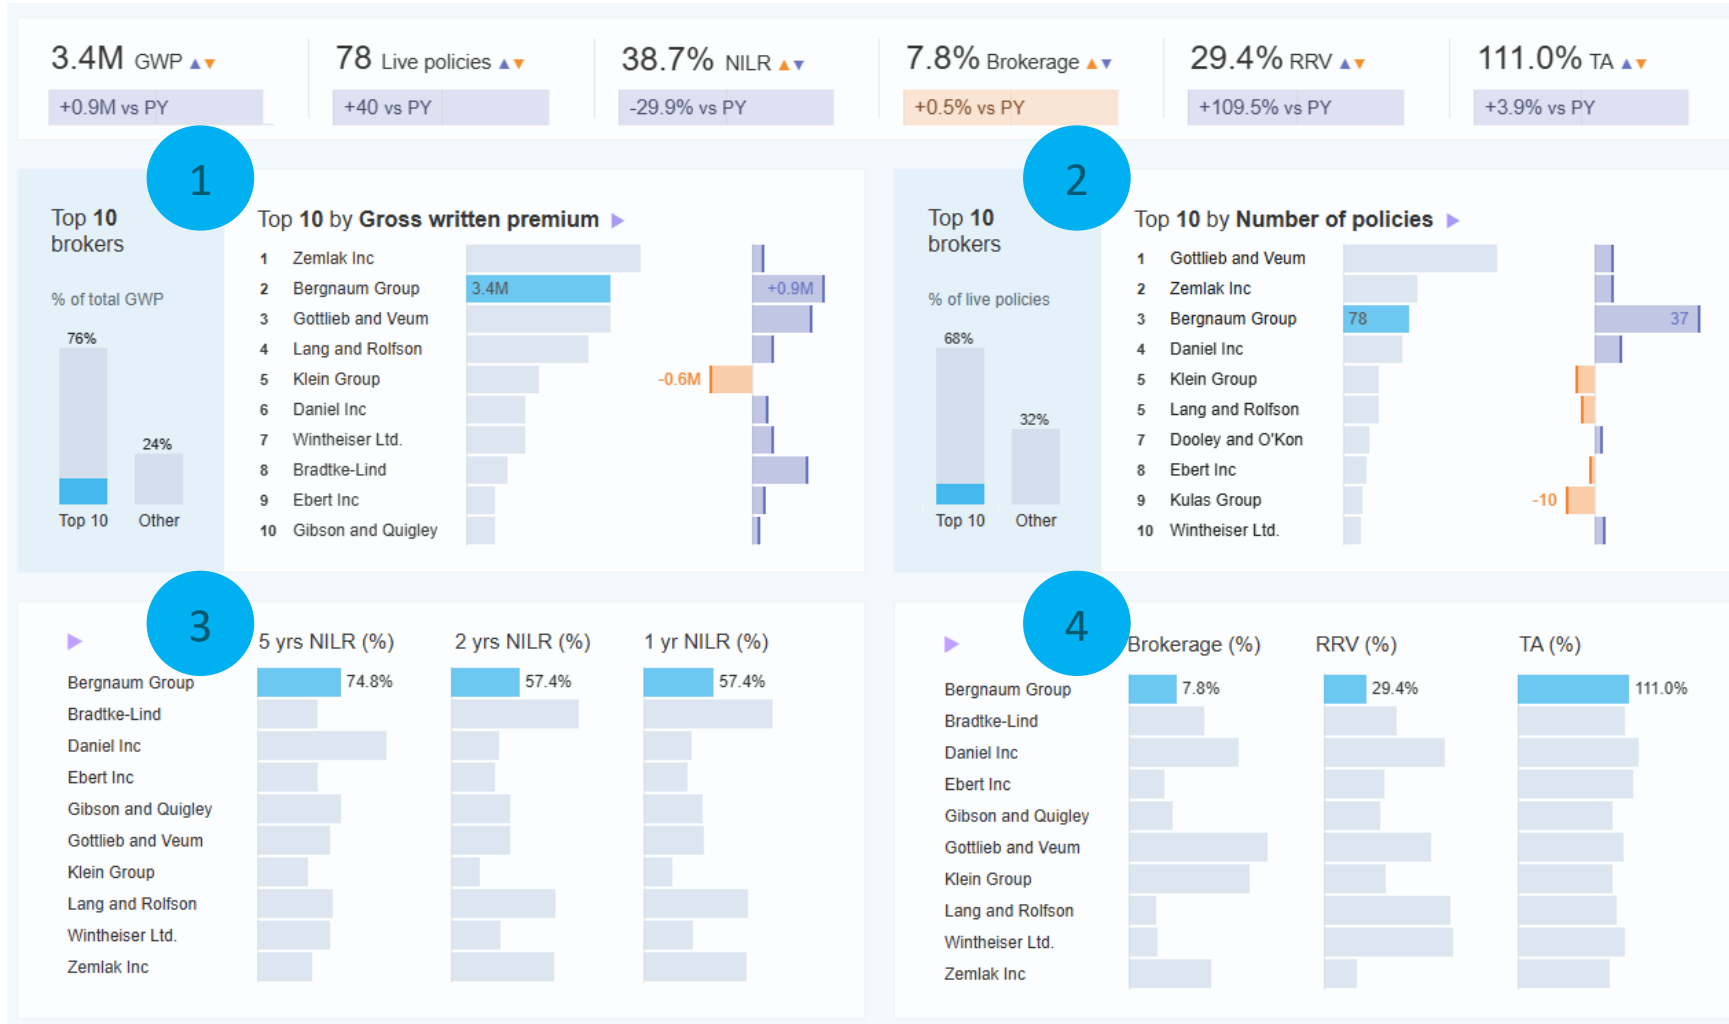 3.4M GWP ▲▼
78 Live policies ▲▼
38.7% NILR ▲▼
7.8% Brokerage ▲▼
29.4% RRV ▲▼
111.0% TA ▲▼
+0.9M vs PY
+40 vs PY
-29.9% vs PY
+0.5% vs PY
+109.5% vs PY
+3.9% vs PY
1
Top 10
brokers
% of total GWP
76%
24%
Top 10 Other
Top 10 by Gross written premium ▶
1 Zemlak Inc
2 Bergnaum Group 3.4M +0.9M
3 Gottlieb and Veum
4 Lang and Rolfson
5 Klein Group -0.6M
6 Daniel Inc
7 Wintheiser Ltd.
8 Bradtke-Lind
9 Ebert Inc
10 Gibson and Quigley
2
Top 10
brokers
% of live policies
68%
32%
Top 10 Other
Top 10 by Number of policies ▶
1 Gottlieb and Veum
2 Zemlak Inc
3 Bergnaum Group 78 37
4 Daniel Inc
5 Klein Group
5 Lang and Rolfson
7 Dooley and O'Kon
8 Ebert Inc
9 Kulas Group -10
10 Wintheiser Ltd.
3
▶ 5 yrs NILR (%) 2 yrs NILR (%) 1 yr NILR (%)
Bergnaum Group 74.8% 57.4% 57.4%
Bradtke-Lind
Daniel Inc
Ebert Inc
Gibson and Quigley
Gottlieb and Veum
Klein Group
Lang and Rolfson
Wintheiser Ltd.
Zemlak Inc
4
▶ Brokerage (%) RRV (%) TA (%)
Bergnaum Group 7.8% 29.4% 111.0%
Bradtke-Lind
Daniel Inc
Ebert Inc
Gibson and Quigley
Gottlieb and Veum
Klein Group
Lang and Rolfson
Wintheiser Ltd.
Zemlak Inc